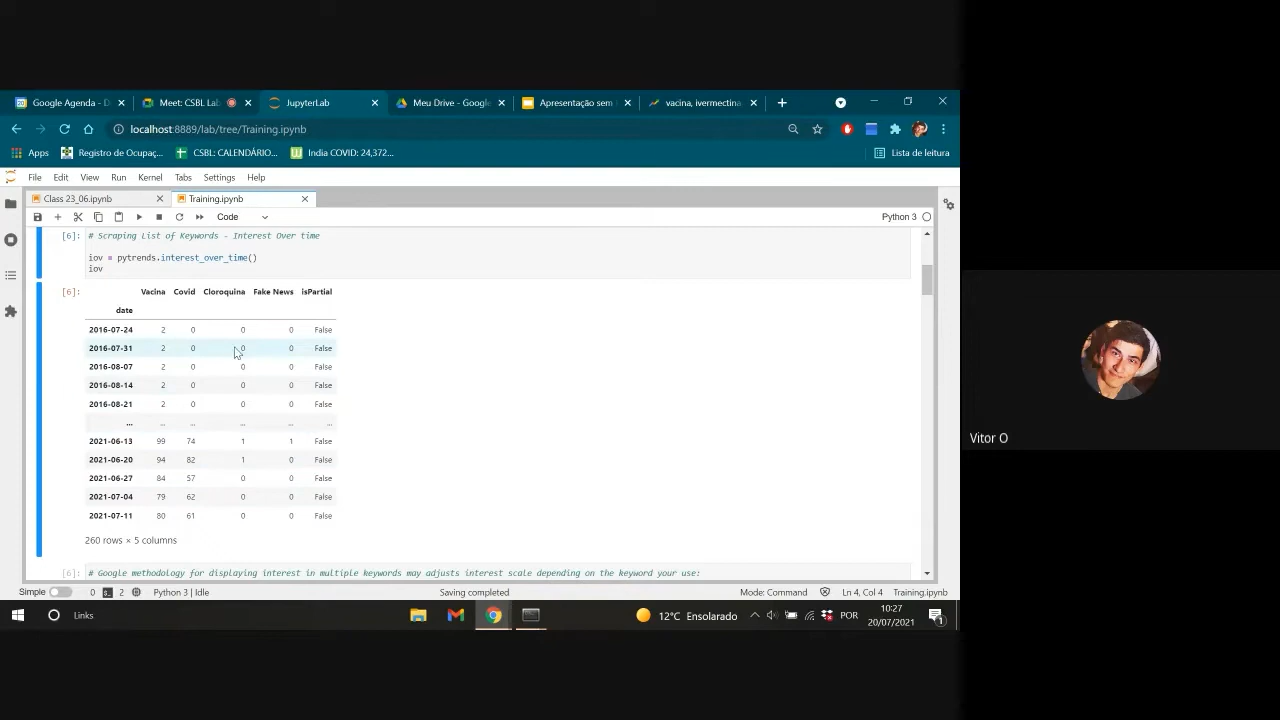 Google Agenda - D
Meet: CSBL Lab
JupyterLab
Meu Drive - Google
Apresentação sem
vacina, ivermectina
localhost:8889/lab/tree/Training.ipynb
Apps
Registro de Ocupaç...
CSBL: CALENDÁRIO...
India COVID: 24,372...
Lista de leitura
File Edit View Run Kernel Tabs Settings Help
Class 23_06.ipynb
Training.ipynb
Code
Python 3
[6]: # Scraping List of Keywords - Interest Over time
iov = pytrends.interest_over_time()
iov
[6]: Vacina Covid Cloroquina Fake News isPartial
date
2016-07-24 2 0 0 0 False
2016-07-31 2 0 0 0 False
2016-08-07 2 0 0 0 False
2016-08-14 2 0 0 0 False
2016-08-21 2 0 0 0 False
... ... ... ... ... ...
2021-06-13 99 74 1 1 False
2021-06-20 94 82 1 0 False
2021-06-27 84 57 0 0 False
2021-07-04 79 62 0 0 False
2021-07-11 80 61 0 0 False
260 rows × 5 columns
[6]: # Google methodology for displaying interest in multiple keywords may adjusts interest scale depending on the keyword your use:
Simple 0 2 Python 3 | Idle Saving completed Mode: Command Ln 4, Col 4 Training.ipynb
Links
12°C Ensolarado
POR
10:27
20/07/2021
1
Vitor O